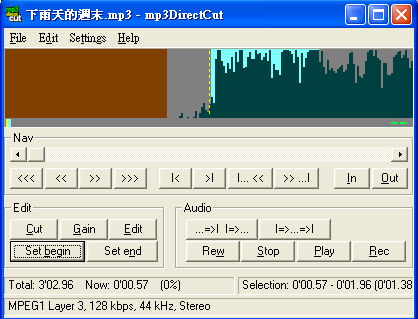 下雨天的週末.mp3 - mp3DirectCut
File Edit Settings Help
Nav
<<< << >> >>> |< >| |... << >> ...| In Out
Edit
Cut Gain Edit
Set begin Set end
Audio
...=>| |=>... |=>...=>|
Rew Stop Play Rec
Total: 3'02.96 Now: 0'00.57 (0%) Selection: 0'00.57 - 0'01.96 (0'01.38
MPEG1 Layer 3, 128 kbps, 44 kHz, Stereo